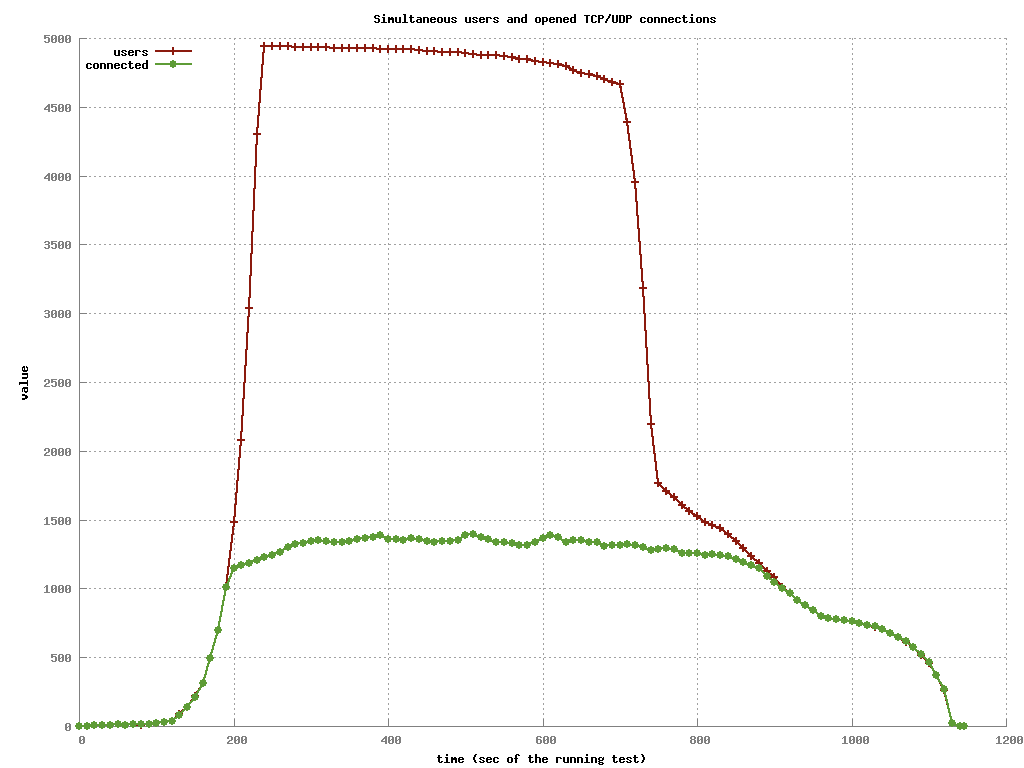 Simultaneous users and opened TCP/UDP connections
users
connected
5000
4500
4000
3500
3000
2500
2000
1500
1000
500
0
value
0 200 400 600 800 1000 1200
time (sec of the running test)